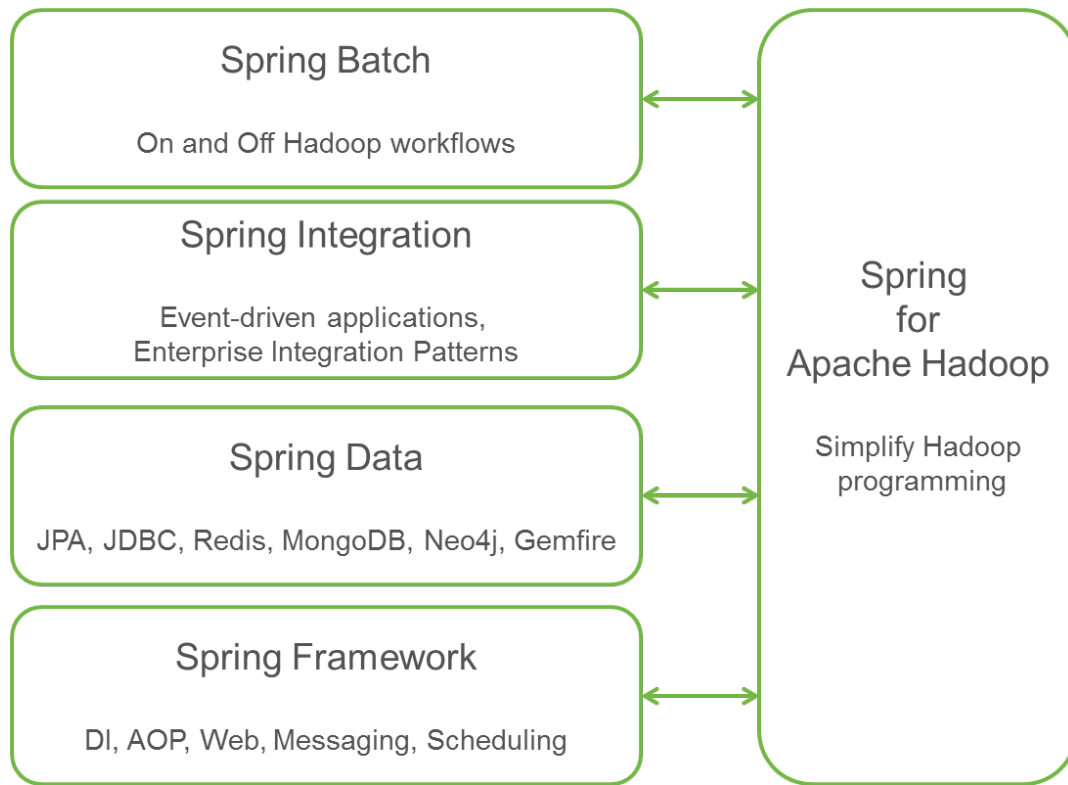 Spring Batch
On and Off Hadoop workflows
Spring Integration
Event-driven applications,
Enterprise Integration Patterns
Spring Data
JPA, JDBC, Redis, MongoDB, Neo4j, Gemfire
Spring Framework
DI, AOP, Web, Messaging, Scheduling
Spring
for
Apache Hadoop
Simplify Hadoop
programming